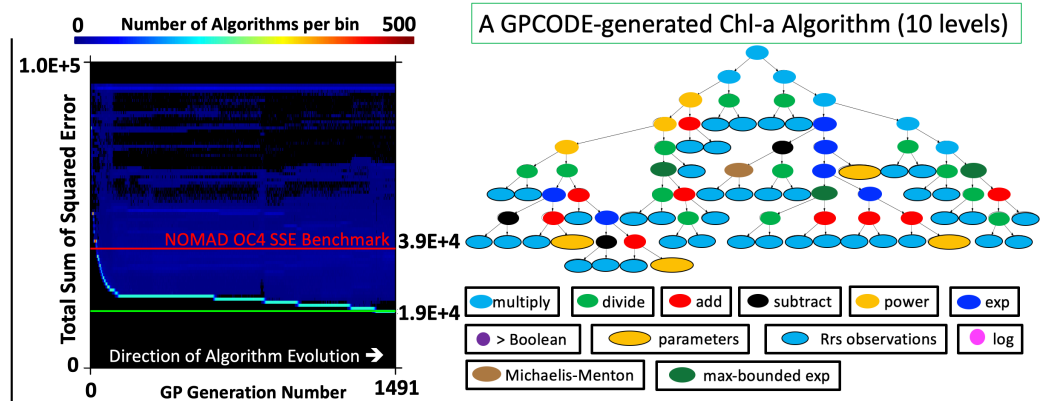 Number of Algorithms per bin
0
500
1.0E+5
Total Sum of Squared Error
NOMAD OC4 SSE Benchmark
3.9E+4
1.9E+4
Direction of Algorithm Evolution →
0
0
GP Generation Number
1491
A GPCODE-generated Chl-a Algorithm (10 levels)
multiply
divide
add
subtract
power
exp
> Boolean
parameters
Rrs observations
log
Michaelis-Menton
max-bounded exp